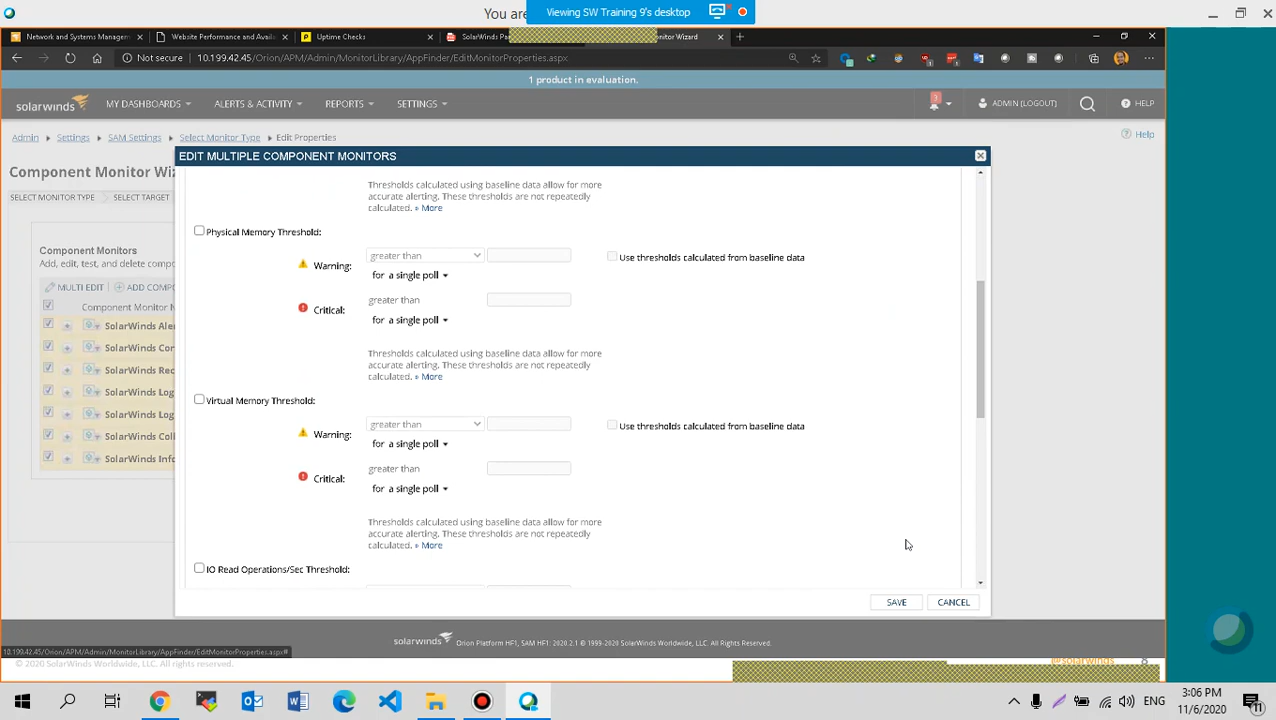 You are
Viewing SW Training 9's desktop
Network and Systems Managem
Website Performance and Availa
Uptime Checks
SolarWinds Pa
onitor Wizard
Not secure
10.199.42.45/Orion/APM/Admin/MonitorLibrary/AppFinder/EditMonitorProperties.aspx
1 product in evaluation.
solarwinds
MY DASHBOARDS
ALERTS & ACTIVITY
REPORTS
SETTINGS
3
ADMIN (LOGOUT)
HELP
Admin
Settings
SAM Settings
Select Monitor Type
Edit Properties
Help
Component Monitor Wiz
SELECT MONITOR TYPE
SELECT TARGET
EDIT MULTIPLE COMPONENT MONITORS
Component Monitors
Add, edit, test, and delete compo
MULTI EDIT
ADD COMPO
Component Monitor N
SolarWinds Aler
SolarWinds Con
SolarWinds Rec
SolarWinds Log
SolarWinds Log
SolarWinds Coll
SolarWinds Info
Thresholds calculated using baseline data allow for more
accurate alerting. These thresholds are not repeatedly
calculated. » More
Physical Memory Threshold:
Warning:
greater than
Use thresholds calculated from baseline data
for a single poll
Critical:
greater than
for a single poll
Thresholds calculated using baseline data allow for more
accurate alerting. These thresholds are not repeatedly
calculated. » More
Virtual Memory Threshold:
Warning:
greater than
Use thresholds calculated from baseline data
for a single poll
Critical:
greater than
for a single poll
Thresholds calculated using baseline data allow for more
accurate alerting. These thresholds are not repeatedly
calculated. » More
IO Read Operations/Sec Threshold:
SAVE
CANCEL
solarwinds
Orion Platform HF1, SAM HF1: 2020.2.1 © 1999-2020 SolarWinds Worldwide, LLC. All Rights Reserved.
10.199.42.45/Orion/APM/Admin/MonitorLibrary/AppFinder/EditMonitorProperties.aspx#
© 2020 SolarWinds Worldwide, LLC. All rights reserved.
@solarwinds
ENG
3:06 PM
11/6/2020